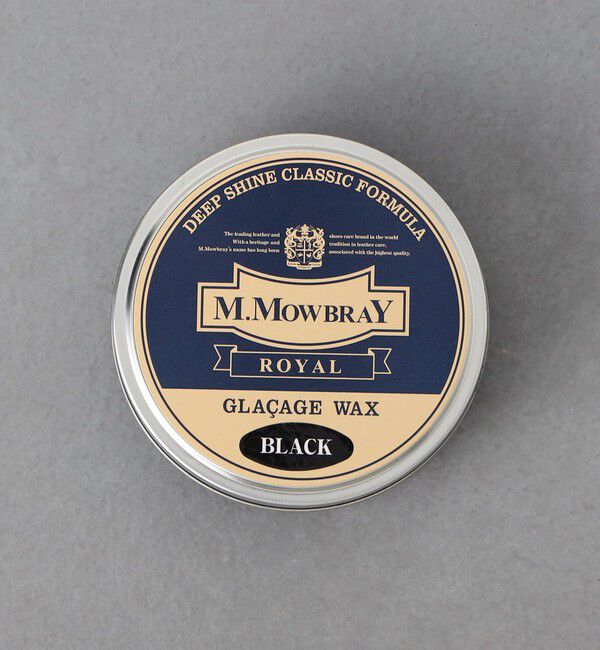 DEEP SHINE CLASSIC FORMULA
The leading leather and shoes care brand in the world
With a heritage and tradition in leather care,
M.Mowbray's name has long been associated with the highest quality.
M.MOWBRAY
ROYAL
GLAÇAGE WAX
BLACK